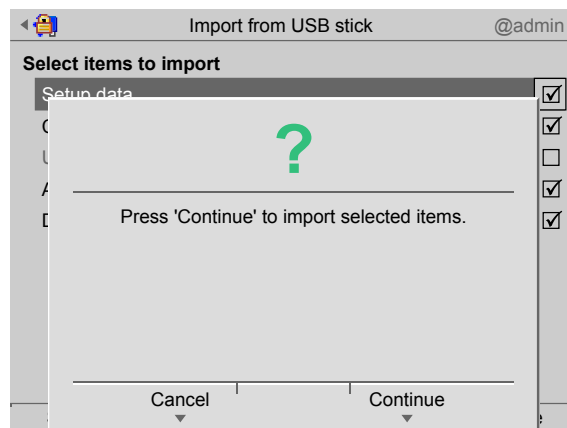 Import from USB stick @admin
Select items to import
Setup data
?
Press 'Continue' to import selected items.
Cancel Continue